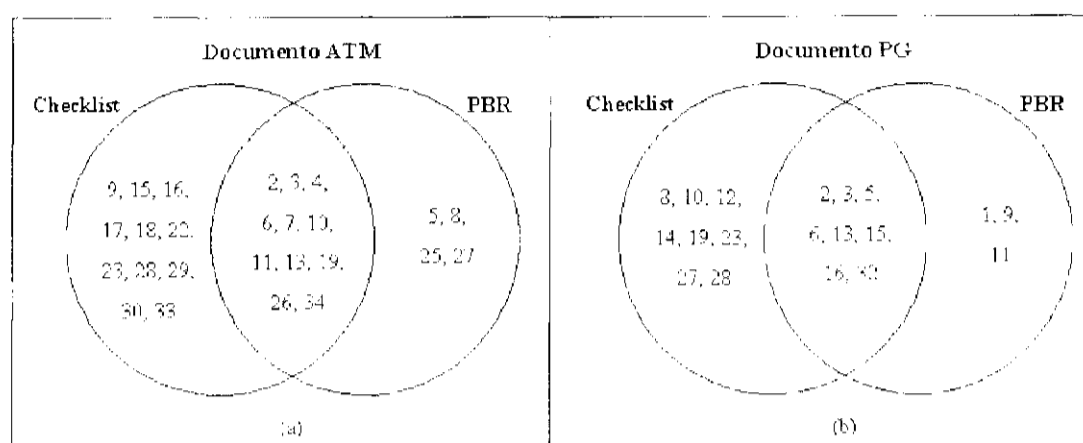 Documento ATM
Checklist
PBR
9, 15, 16,
17, 18, 22,
23, 28, 29,
30, 33
2, 3, 4,
6, 7, 10,
11, 13, 19,
26, 34
5, 8,
25, 27
(a)
Documento PG
Checklist
PBR
8, 10, 12,
14, 19, 23,
27, 28
2, 3, 5,
6, 13, 15,
1, 9,
11
(b)